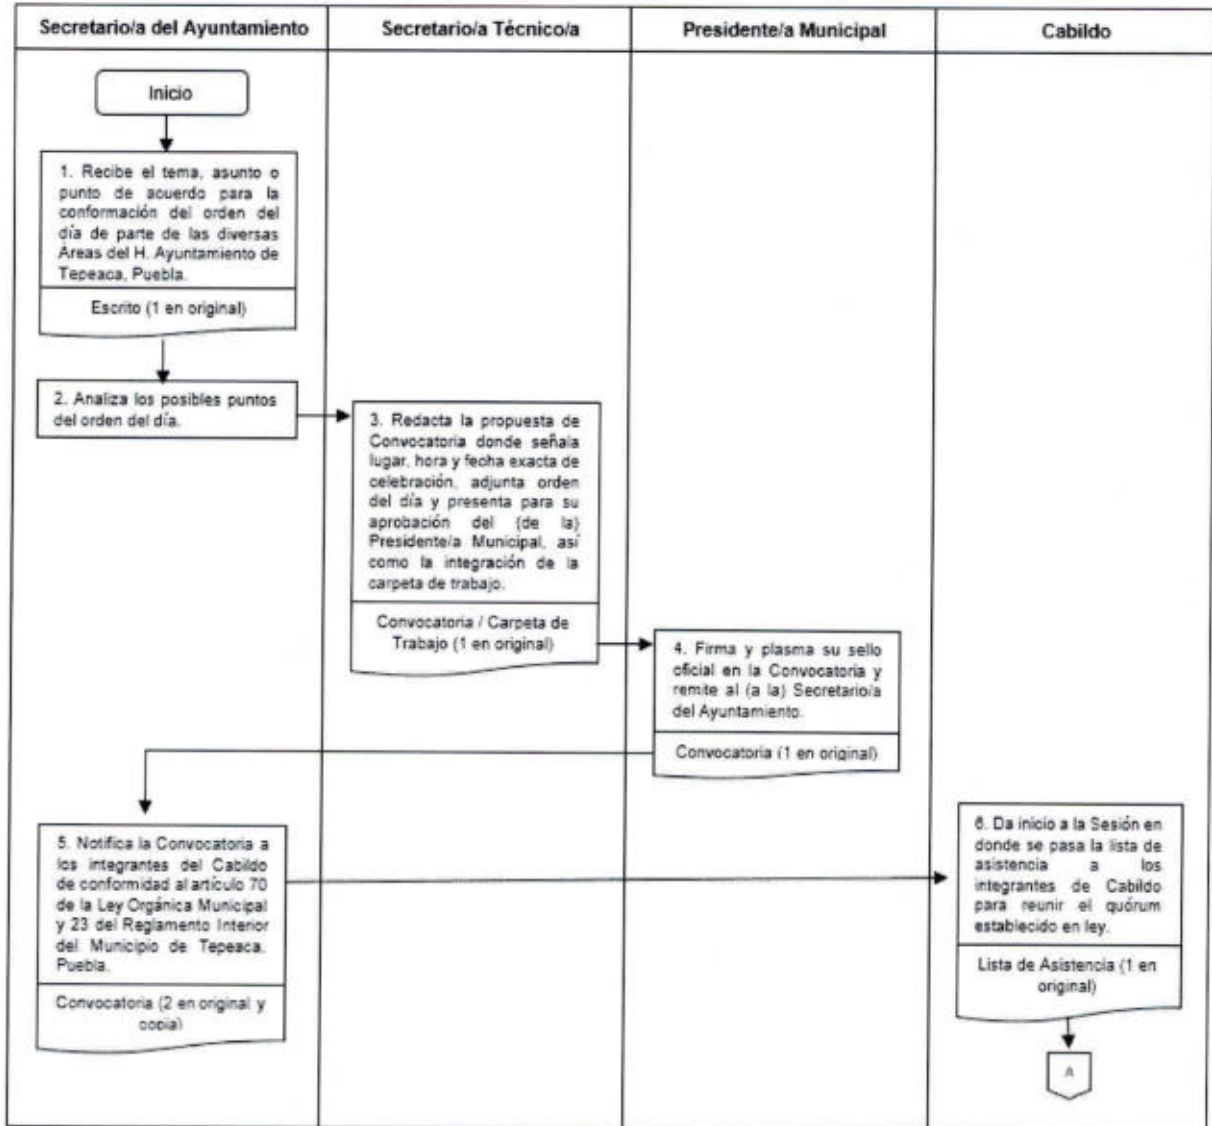 Secretario/a del Ayuntamiento
Secretario/a Técnico/a
Presidente/a Municipal
Cabildo
Inicio
1. Recibe el tema, asunto o
punto de acuerdo para la
conformación del orden del
día de parte de las diversas
Areas del H. Ayuntamiento de
Tepeaca, Puebla.
Escrito (1 en original)
2. Analiza los posibles puntos
del orden del día.
3. Redacta la propuesta de
Convocatoria donde señala
lugar, hora y fecha exacta de
celebración, adjunta orden
del día y presenta para su
aprobación del (de la)
Presidente/a Municipal, así
como la integración de la
carpeta de trabajo.
Convocatoria / Carpeta de
Trabajo (1 en original)
4. Firma y plasma su sello
oficial en la Convocatoria y
remite al (a la) Secretario/a
del Ayuntamiento.
Convocatoria (1 en original)
5. Notifica la Convocatoria a
los integrantes del Cabildo
de conformidad al artículo 70
de la Ley Orgánica Municipal
y 23 del Reglamento Interior
del Municipio de Tepeaca,
Puebla.
Convocatoria (2 en original y
copia)
6. Da inicio a la Sesión en
donde se pasa la lista de
asistencia a los
integrantes de Cabildo
para reunir el quórum
establecido en ley.
Lista de Asistencia (1 en
original)
A